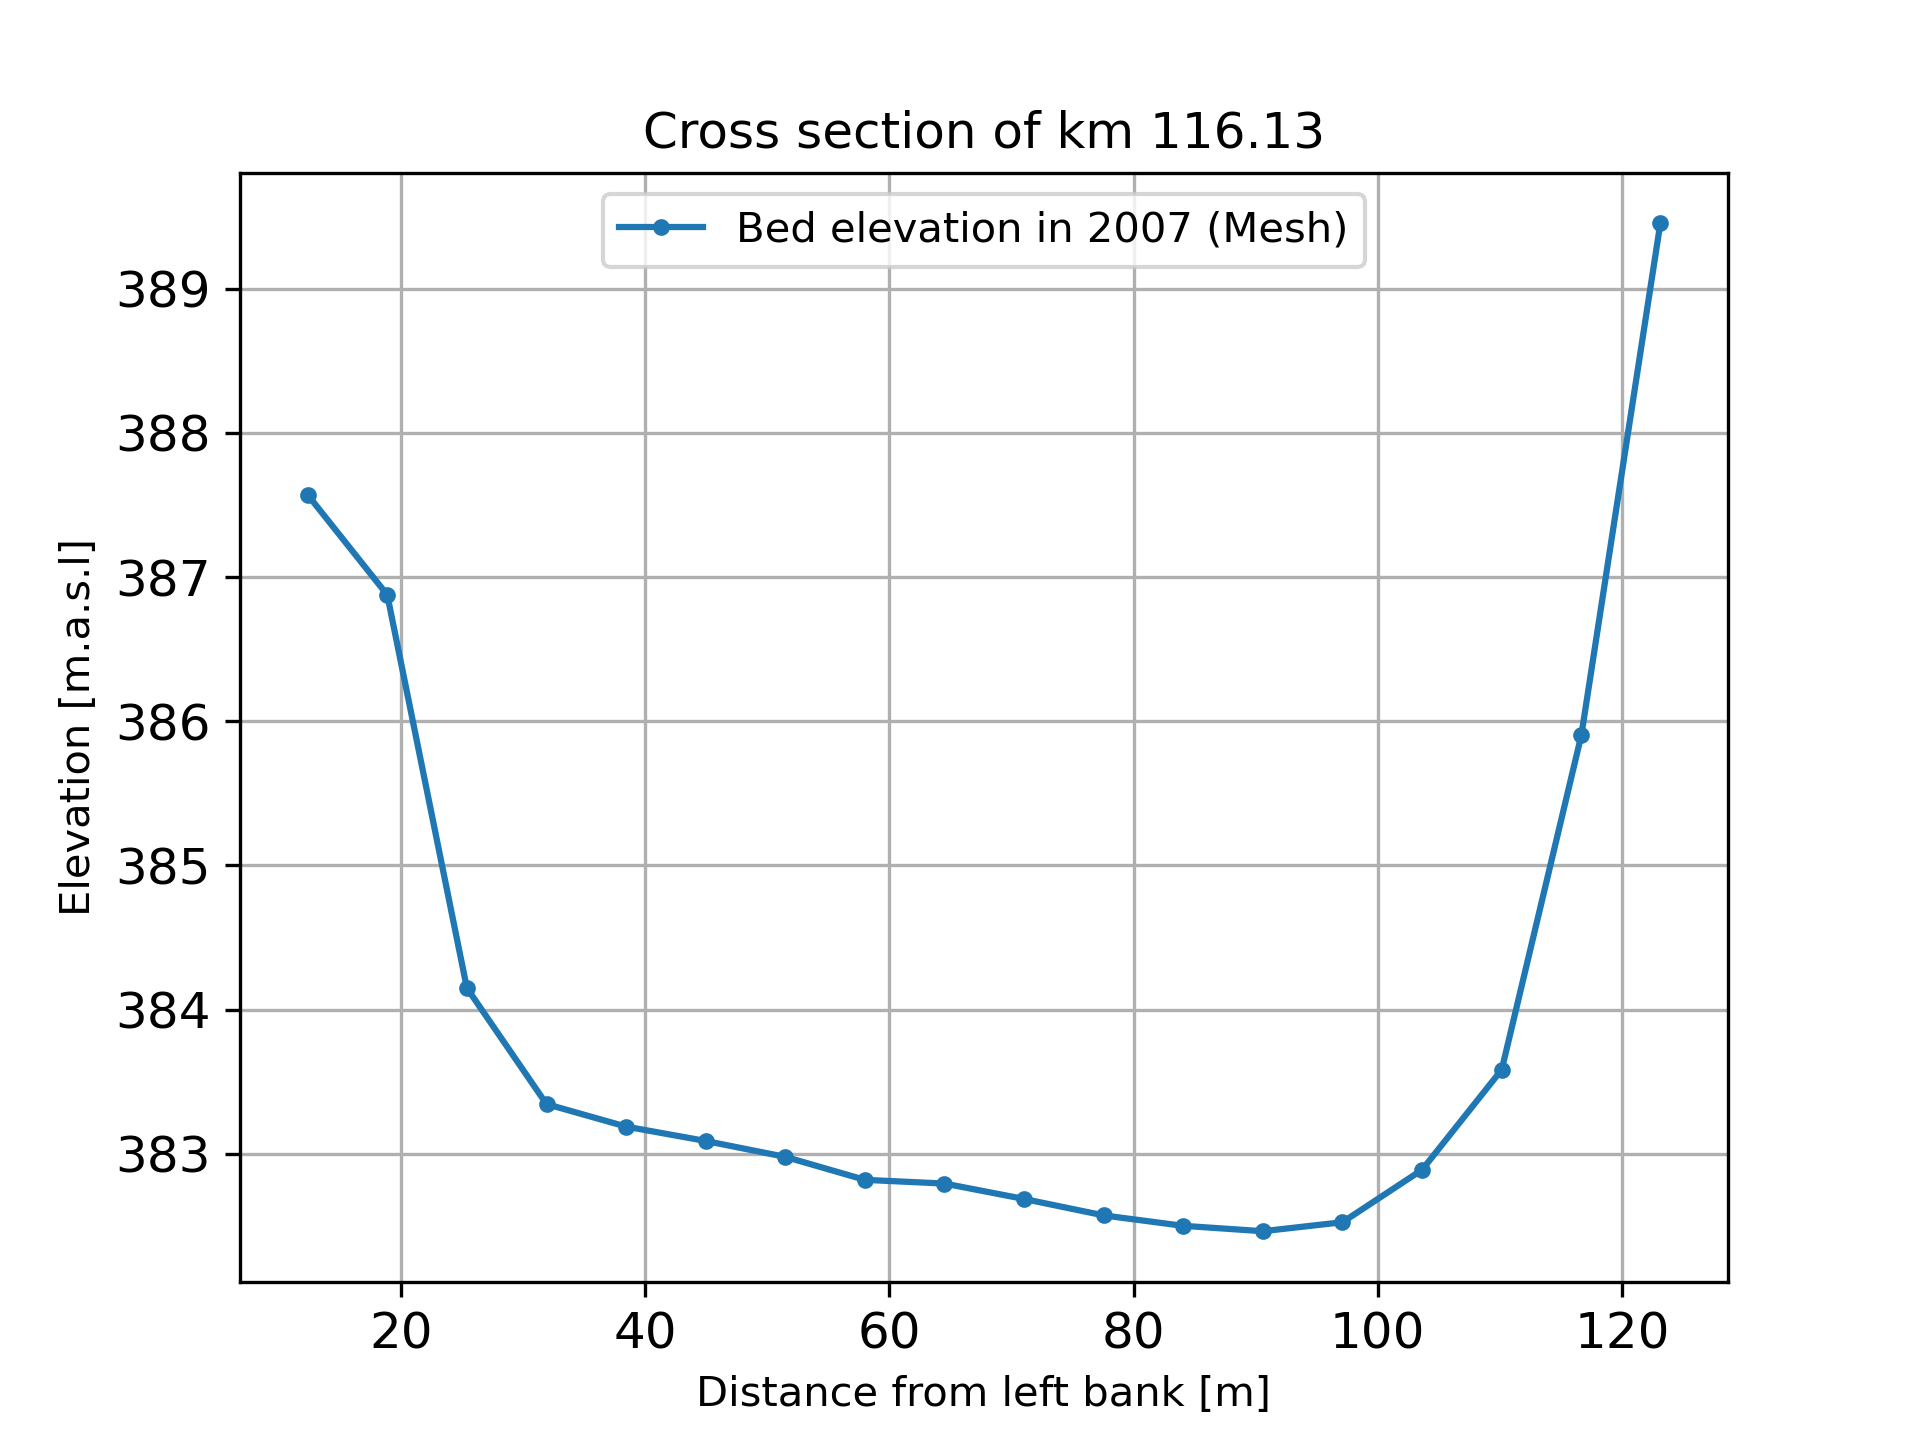 Cross section of km 116.13
Bed elevation in 2007 (Mesh)
389
388
387
386
385
384
383
Elevation [m.a.s.l]
20 40 60 80 100 120
Distance from left bank [m]